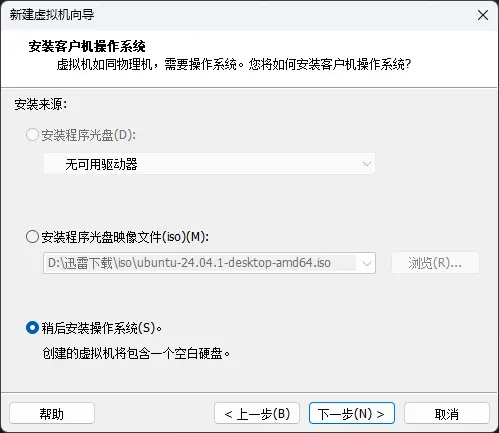 新建虚拟机向导
安装客户机操作系统
虚拟机如同物理机，需要操作系统。您将如何安装客户机操作系统?
安装来源:
安装程序光盘(D):
无可用驱动器
安装程序光盘映像文件(iso)(M):
D:\迅雷下载\iso\ubuntu-24.04.1-desktop-amd64.iso
浏览(R)...
稍后安装操作系统(S)。
创建的虚拟机将包含一个空白硬盘。
帮助
< 上一步(B)
下一步(N) >
取消